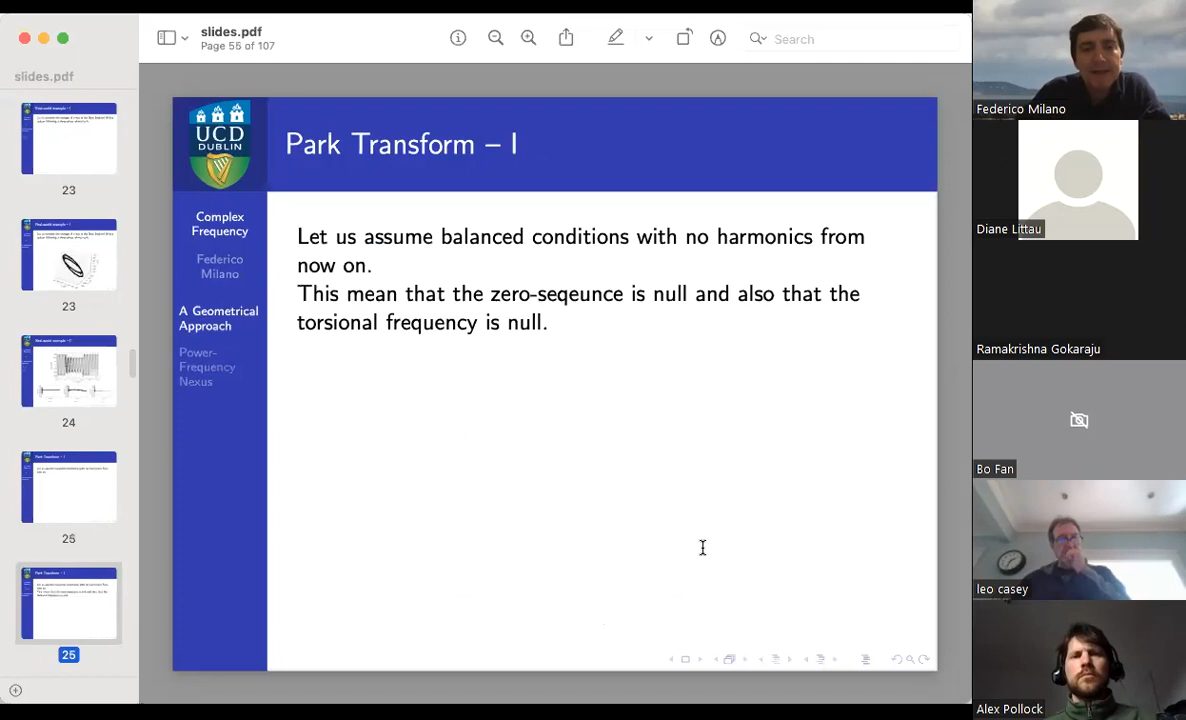 slides.pdf
Page 55 of 107
Search
slides.pdf
23
23
24
25
25
UCD
DUBLIN
Park Transform – I
Complex
Frequency
Federico
Milano
A Geometrical
Approach
Power-
Frequency
Nexus
Let us assume balanced conditions with no harmonics from
now on.
This mean that the zero-seqeunce is null and also that the
torsional frequency is null.
Federico Milano
Diane Littau
Ramakrishna Gokaraju
Bo Fan
leo casey
Alex Pollock